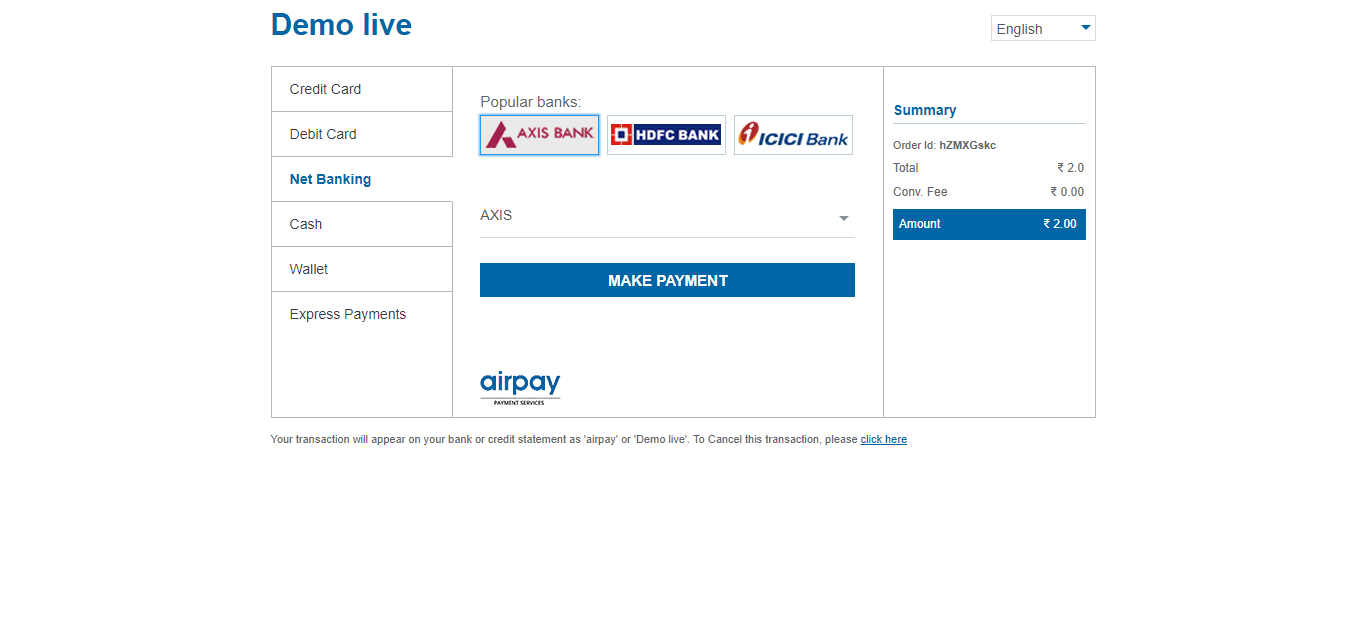 Demo live
English
Credit Card
Debit Card
Net Banking
Cash
Wallet
Express Payments
Popular banks:
AXIS BANK
HDFC BANK
ICICI Bank
AXIS
MAKE PAYMENT
airpay
PAYMENT SERVICES
Summary
Order Id: hZMXGskc
Total ₹ 2.0
Conv. Fee ₹ 0.00
Amount ₹ 2.00
Your transaction will appear on your bank or credit statement as 'airpay' or 'Demo live'. To Cancel this transaction, please click here